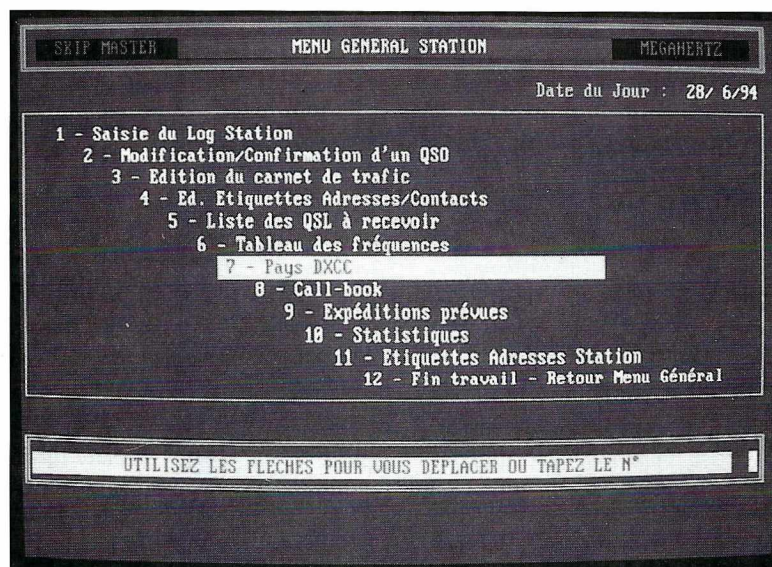 SKIP MASTER MENU GENERAL STATION MEGAHERTZ
Date du Jour : 28/ 6/94
1 - Saisie du Log Station
2 - Modification/Confirmation d'un QSO
3 - Edition du carnet de trafic
4 - Ed. Etiquettes Adresses/Contacts
5 - Liste des QSL à recevoir
6 - Tableau des fréquences
7 - Pays DXCC
8 - Call-book
9 - Expéditions prévues
10 - Statistiques
11 - Etiquettes Adresses Station
12 - Fin travail - Retour Menu Général
UTILISEZ LES FLECHES POUR VOUS DEPLACER OU TAPEZ LE N°